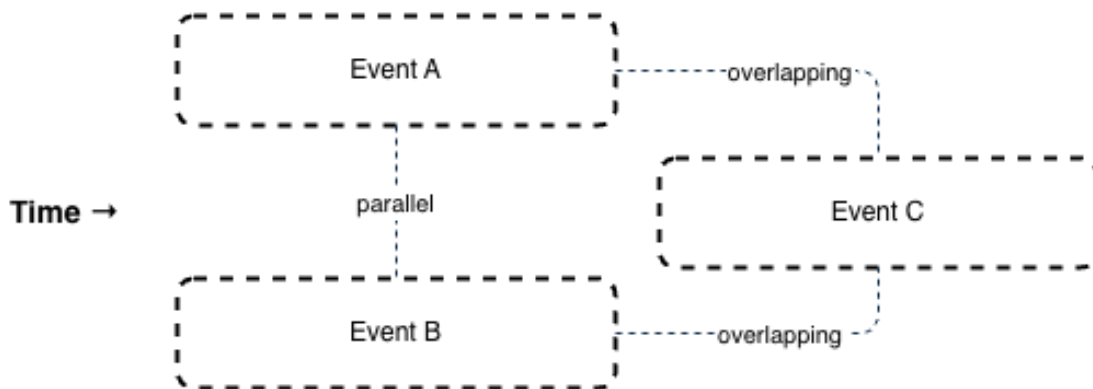 Event A
overlapping
Time →
parallel
Event C
Event B
overlapping